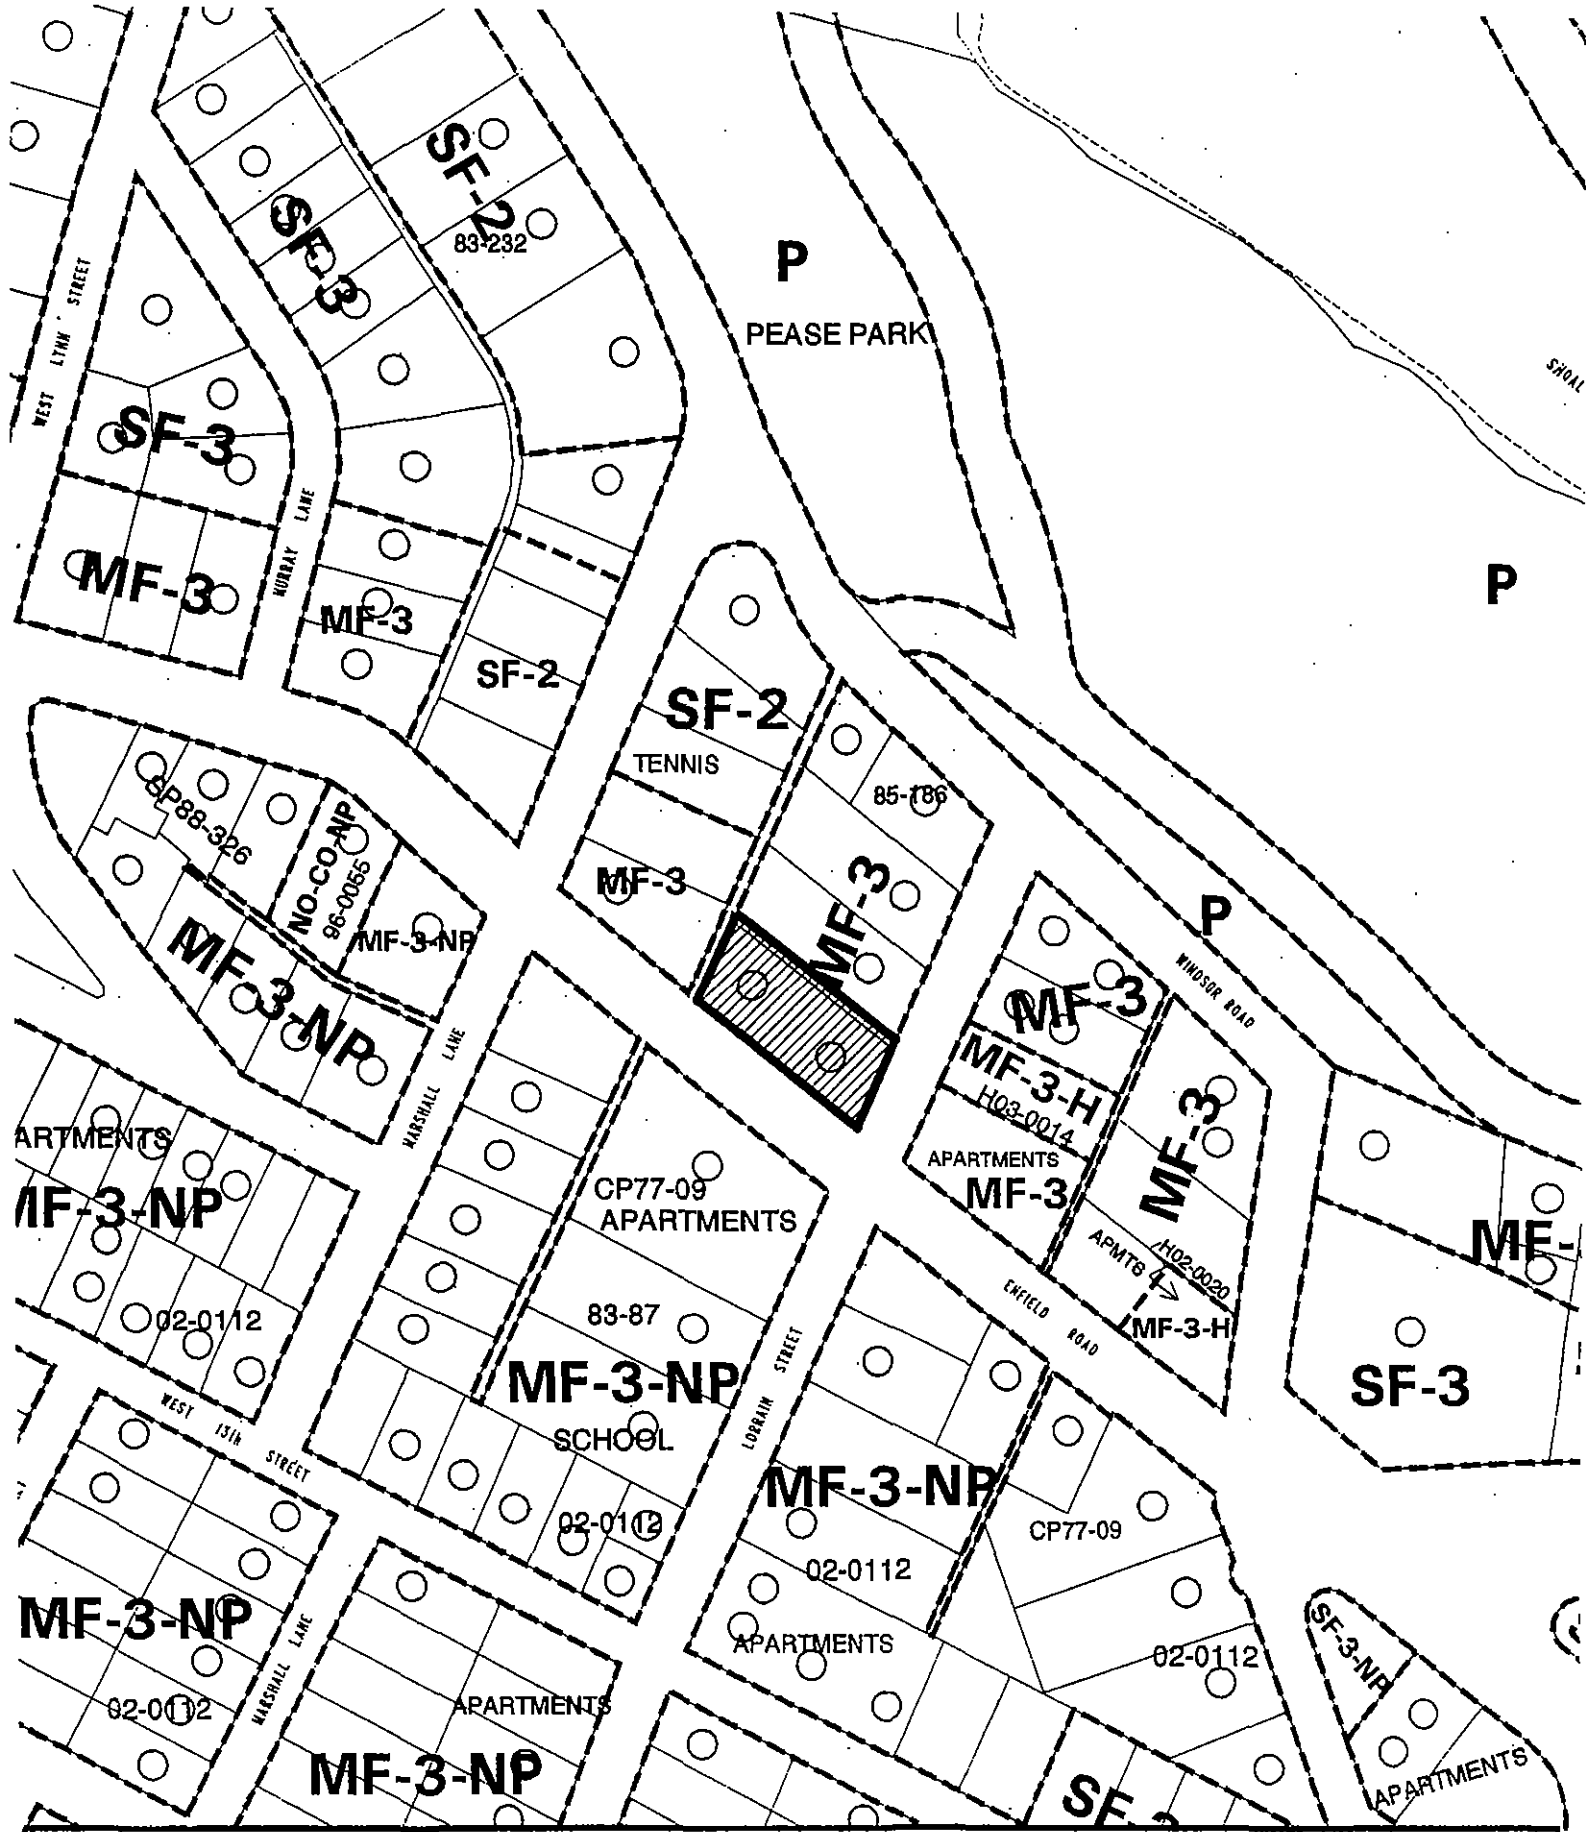 SF-2
83-232
SF-3
P
PEASE PARK
WEST LYNN STREET
SHOAL
SF-3
MURRAY LANE
MF-3
MF-3
P
SF-2
SF-2
TENNIS
85-186
SP88-326
NO-CO-NP
96-0055
MF-3
MF-3
P
MF-3-NP
MF-3-NP
WINDSOR ROAD
MF-3
MF-3-H
H03-0014
MF-3
MARSHALL LANE
ARTMENTS
APARTMENTS
MF-3
CP77-09
APARTMENTS
MF-3-NP
MF-
APMTS
H02-0020
MF-3-H
ENFIELD ROAD
02-0112
83-87
MF-3-NP
LORRAIN STREET
SF-3
WEST 13th STREET
SCHOOL
MF-3-NP
02-0112
CP77-09
02-0112
MF-3-NP
MARSHALL LANE
APARTMENTS
02-0112
SF-3-NP
02-0112
APARTMENTS
MF-3-NP
APARTMENTS